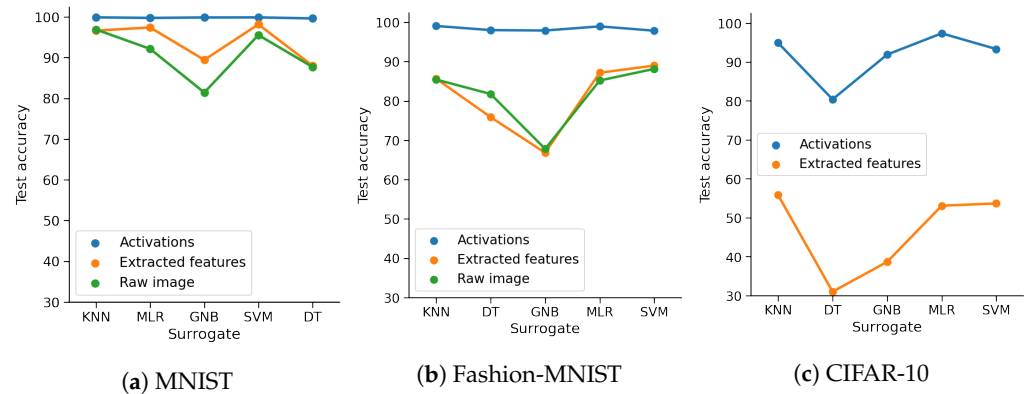 100
90
80
70
60
50
40
30
Test accuracy
Activations
Extracted features
Raw image
KNN MLR GNB SVM DT
Surrogate
(a) MNIST
100
90
80
70
60
50
40
30
Test accuracy
Activations
Extracted features
Raw image
KNN DT GNB MLR SVM
Surrogate
(b) Fashion-MNIST
100
90
80
70
60
50
40
30
Test accuracy
Activations
Extracted features
KNN DT GNB MLR SVM
Surrogate
(c) CIFAR-10